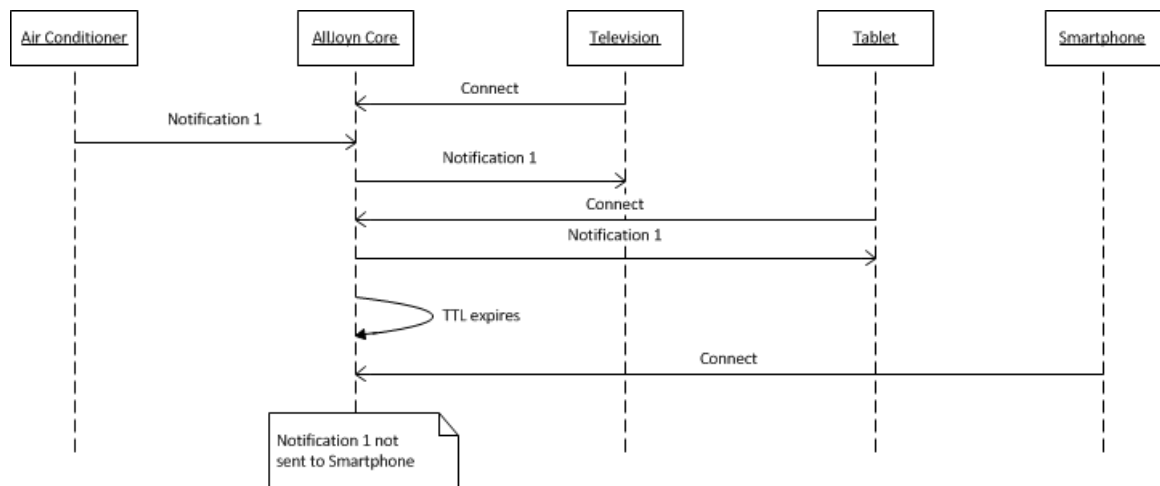 Air Conditioner
AllJoyn Core
Television
Tablet
Smartphone
Connect
Notification 1
Notification 1
Connect
Notification 1
TTL expires
Connect
Notification 1 not
sent to Smartphone